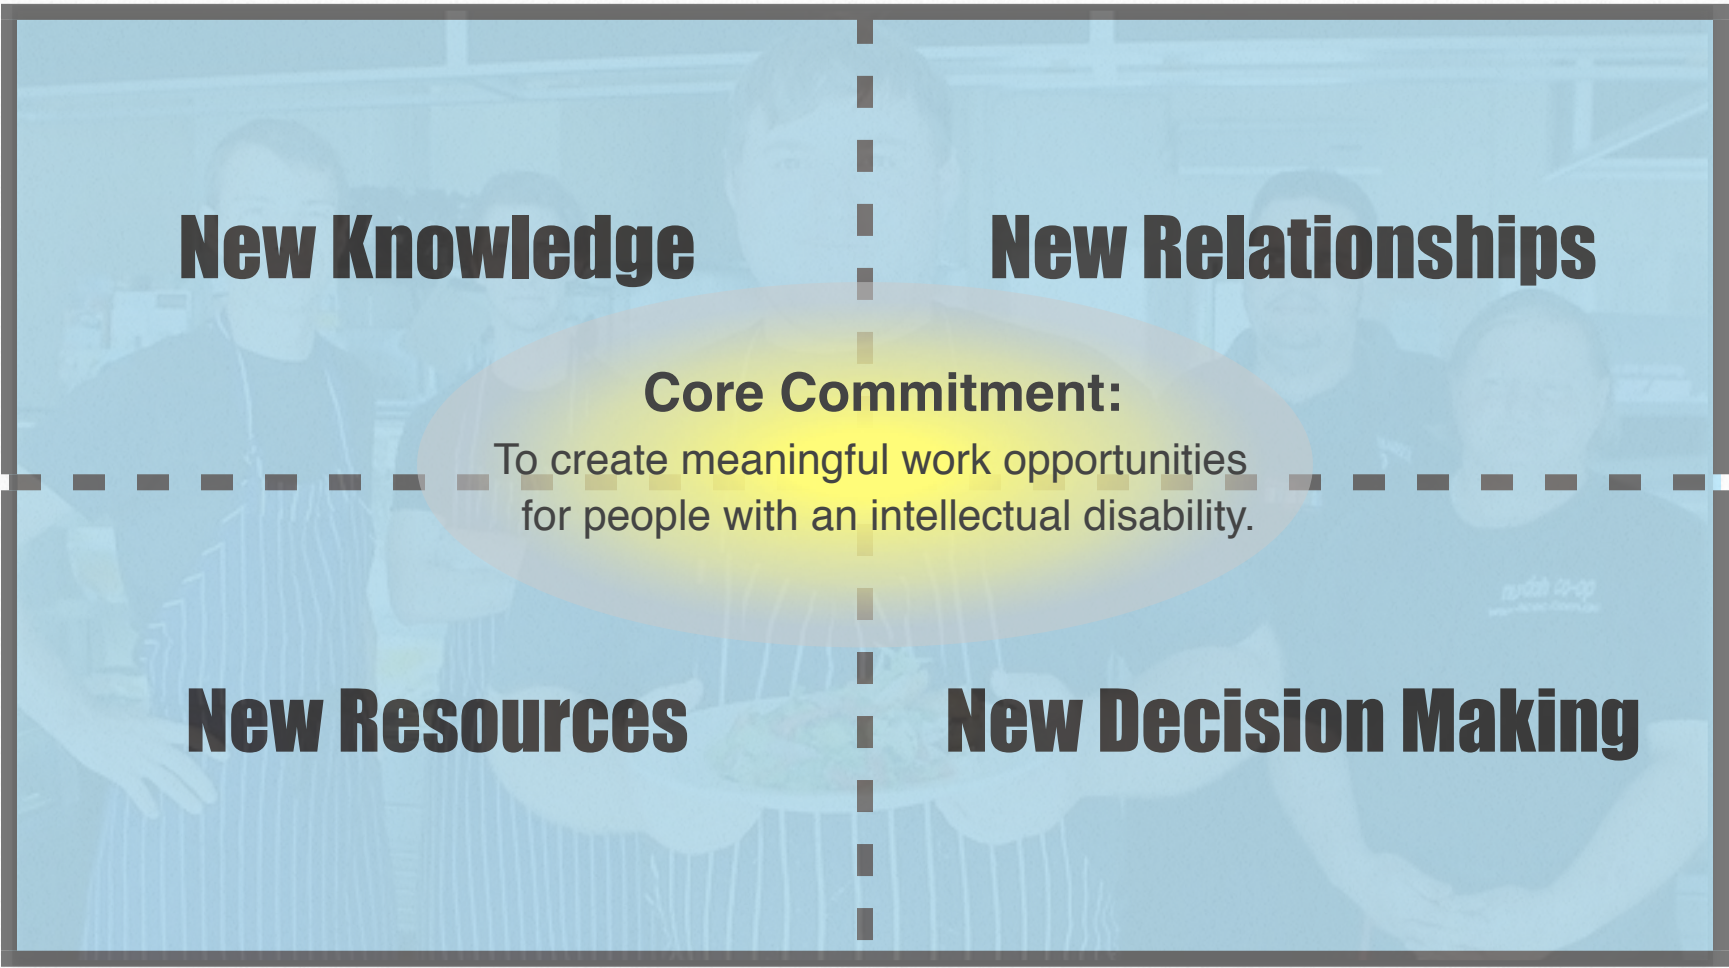 New Knowledge
New Relationships
Core Commitment:
To create meaningful work opportunities
for people with an intellectual disability.
New Resources
New Decision Making